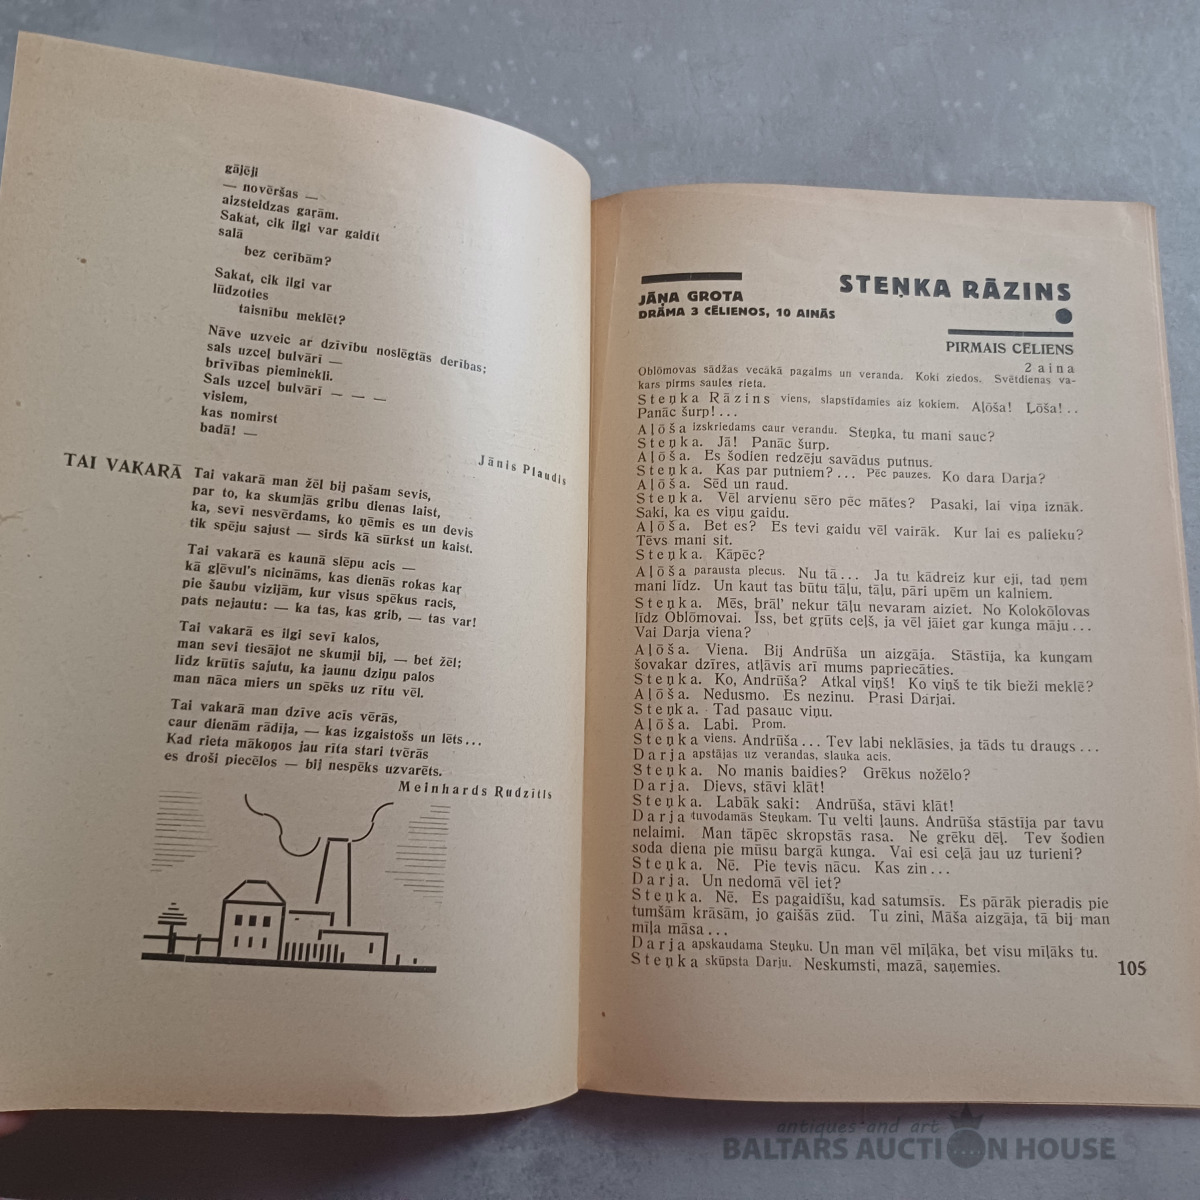 gājēji
— novēršas —
aizsteidzas gaŗām.
Sakat, cik ilgi var gaidīt
salā
bez cerībām?
Sakat, cik ilgi var
lūdzoties
taisnību meklēt?
Nāve uzveic ar dzīvību noslēgtās derības;
sals uzceļ bulvārī —
brīvības pieminekli.
Sals uzceļ bulvārī — — —
visiem,
kas nomirst
badā! —
Jānis Plaudis
TAI VAKARĀ
Tai vakarā man žēl bij pašam sevis,
par to, ka skumjās gribu dienas laist,
ka, sevī nesvērdams, ko ņēmis es un devis
tik spēju sajust — sirds kā sūrkst un kaist.
Tai vakarā es kaunā slēpu acis —
kā gļēvul's nicināms, kas dienās rokas kaŗ
pie šaubu vizijām, kur visus spēkus racis,
pats nejautu: — ka tas, kas grib, — tas var!
Tai vakarā es ilgi sevī kalos,
man sevi tiesājot ne skumji bij, — bet žēl;
līdz krūtīs sajutu, ka jaunu dziņu palos
man nāca miers un spēks uz rītu vēl.
Tai vakarā man dzīve acis vērās,
caur dienām rādīja, — kas izgaistošs un lēts...
Kad rieta mākoņos jau rīta stari tvērās
es droši piecēlos — bij nespēks uzvarēts.
Meinhards Rudzītis
STEŅKA RĀZINS
JĀŅA GROTA
DRĀMA 3 CĒLIENOS, 10 AINĀS
PIRMAIS CĒLIENS
2 aina
Oblōmovas sādžas vecākā pagalms un veranda. Koki ziedos. Svētdienas va-
kars pirms saules rieta.
Steņka Rāzins viens, slapstīdamies aiz kokiem. Aļōša! Ļōša!..
Panāc šurp!...
Aļōša izskriedams caur verandu. Steņka, tu mani sauc?
Steņka. Jā! Panāc šurp.
Aļōša. Es šodien redzēju savādus putnus.
Steņka. Kas par putniem?... Pēc pauzes. Ko dara Darja?
Aļōša. Sēd un raud.
Steņka. Vēl arvienu sēro pēc mātes? Pasaki, lai viņa iznāk.
Saki, ka es viņu gaidu.
Aļōša. Bet es? Es tevi gaidu vēl vairāk. Kur lai es palieku?
Tēvs mani sit.
Steņka. Kāpēc?
Aļōša parausta plecus. Nu tā... Ja tu kādreiz kur eji, tad ņem
mani līdz. Un kaut tas būtu tāļu, tāļu, pāri upēm un kalniem.
Steņka. Mēs, brāl' nekur tāļu nevaram aiziet. No Kolokōlovas
līdz Oblōmovai. Iss, bet grūts ceļš, ja vēl jāiet gar kunga māju...
Vai Darja viena?
Aļōša. Viena. Bij Andrūša un aizgāja. Stāstīja, ka kungam
šovakar dzīres, atļāvis arī mums papriecāties.
Steņka. Ko, Andrūša? Atkal viņš! Ko viņš te tik bieži meklē?
Aļōša. Nedusmo. Es nezinu. Prasi Darjai.
Steņka. Tad pasauc viņu.
Aļōša. Labi. Prom.
Steņka viens. Andrūša... Tev labi neklāsies, ja tāds tu draugs...
Darja apstājas uz verandas, slauka acis.
Steņka. No manis baidies? Grēkus nožēlo?
Darja. Dievs, stāvi klāt!
Steņka. Labāk saki: Andrūša, stāvi klāt!
Darja tuvodamās Steņkam. Tu velti ļauns. Andrūša stāstīja par tavu
nelaimi. Man tāpēc skropstās rasa. Ne grēku dēļ. Tev šodien
soda diena pie mūsu bargā kunga. Vai esi ceļā jau uz turieni?
Steņka. Nē. Pie tevis nācu. Kas zin...
Darja. Un nedomā vēl iet?
Steņka. Nē. Es pagaidīšu, kad satumsīs. Es pārāk pieradis pie
tumšām krāsām, jo gaišās zūd. Tu zini, Māša aizgāja, tā bij man
mīļa māsa...
Darja apskaudama Steņku. Un man vēl mīļāka, bet visu mīļāks tu.
Steņka skūpsta Darju. Neskumsti, mazā, saņemies.
105
antiques and art
BALTARS AUCTION HOUSE